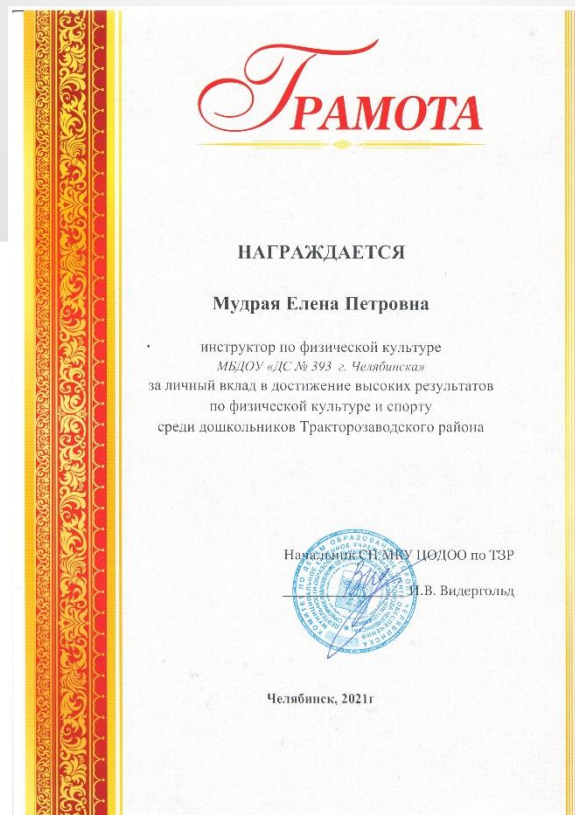 ГРАМОТА
НАГРАЖДАЕТСЯ
Мудрая Елена Петровна
инструктор по физической культуре
МБДОУ «ДС № 393 г. Челябинска»
за личный вклад в достижение высоких результатов
по физической культуре и спорту
среди дошкольников Тракторозаводского района
Начальник СП МКУ ЦОДОО по ТЗР
И.В. Видергольд
Челябинск, 2021г